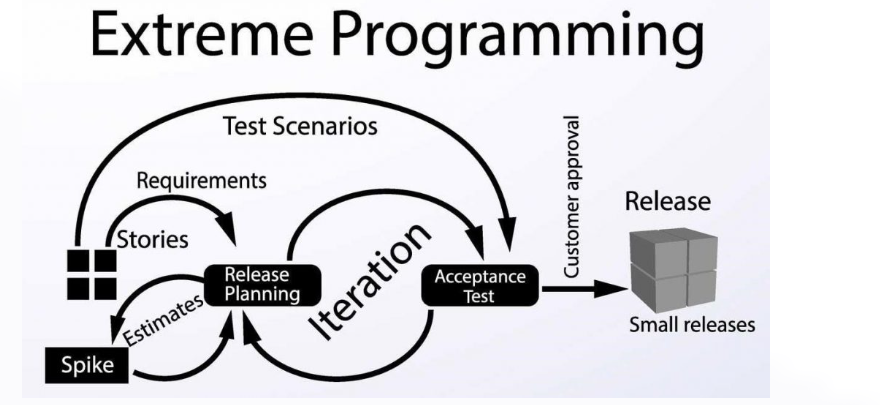 Extreme Programming
Test Scenarios
Requirements
Stories
Release
Planning
Estimates
Spike
Iteration
Acceptance
Test
Customer approval
Release
Small releases